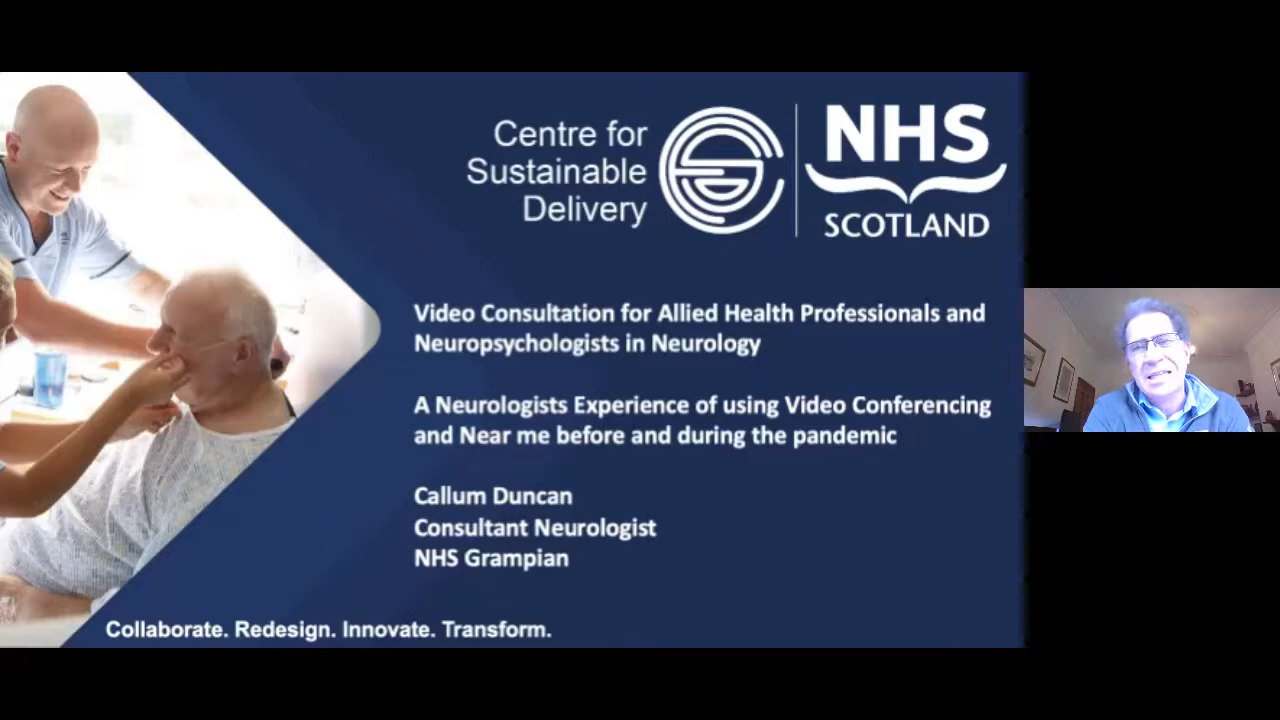 Centre for
Sustainable
Delivery
NHS
SCOTLAND
Video Consultation for Allied Health Professionals and
Neuropsychologists in Neurology
A Neurologists Experience of using Video Conferencing
and Near me before and during the pandemic
Callum Duncan
Consultant Neurologist
NHS Grampian
Collaborate. Redesign. Innovate. Transform.